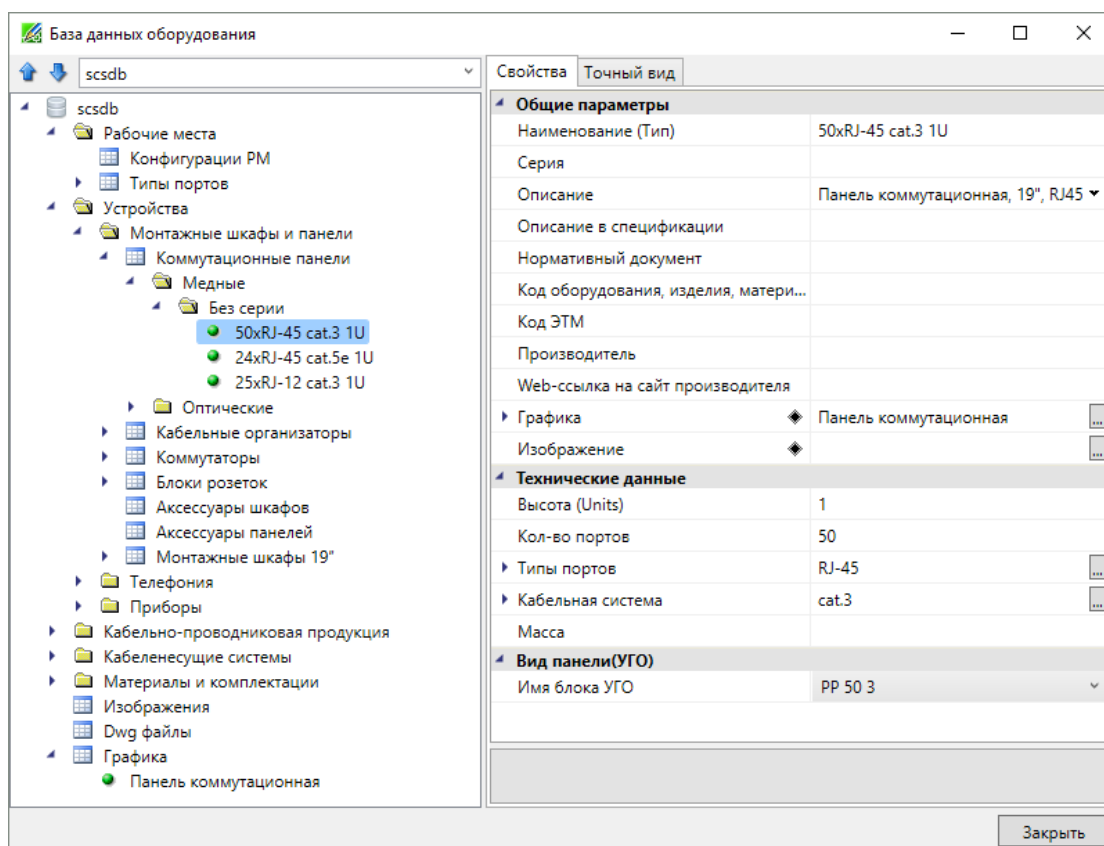 База данных оборудования
scsdb
scsdb
Рабочие места
Конфигурации РМ
Типы портов
Устройства
Монтажные шкафы и панели
Коммутационные панели
Медные
Без серии
50xRJ-45 cat.3 1U
24xRJ-45 cat.5e 1U
25xRJ-12 cat.3 1U
Оптические
Кабельные организаторы
Коммутаторы
Блоки розеток
Аксессуары шкафов
Аксессуары панелей
Монтажные шкафы 19"
Телефония
Приборы
Кабельно-проводниковая продукция
Кабеленесущие системы
Материалы и комплектации
Изображения
Dwg файлы
Графика
Панель коммутационная
Свойства Точный вид
Общие параметры
Наименование (Тип) 50xRJ-45 cat.3 1U
Серия
Описание Панель коммутационная, 19", RJ45
Описание в спецификации
Нормативный документ
Код оборудования, изделия, матери...
Код ЭТМ
Производитель
Web-ссылка на сайт производителя
Графика Панель коммутационная ...
Изображение ...
Технические данные
Высота (Units) 1
Кол-во портов 50
Типы портов RJ-45 ...
Кабельная система cat.3 ...
Масса
Вид панели(УГО)
Имя блока УГО PP 50 3
Закрыть